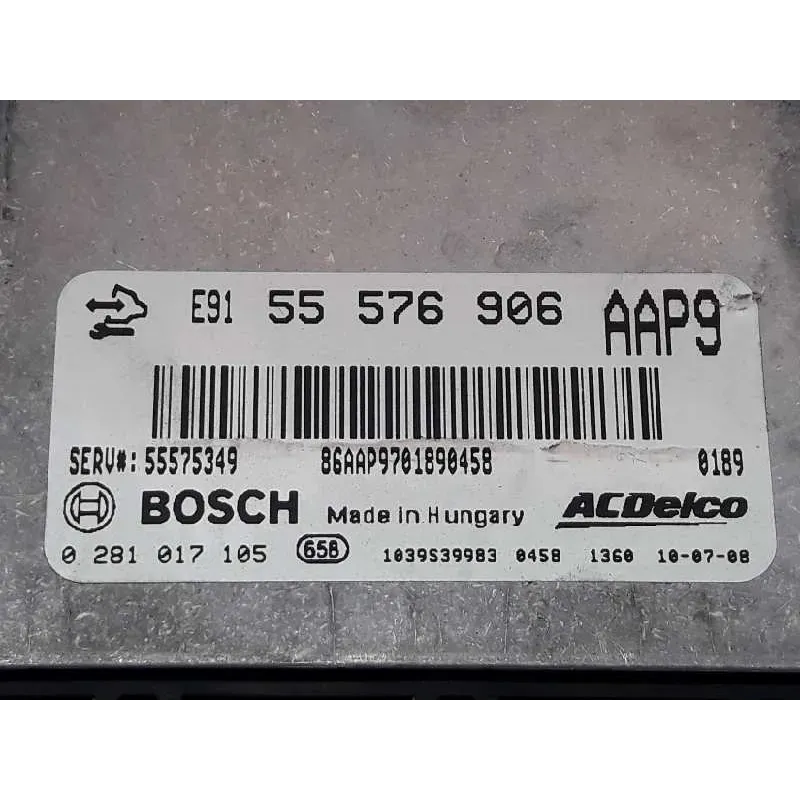 E91 55 576 906 AAP9
SERV#: 55575349 86AAP9701890458 0189
BOSCH Made in Hungary ACDelco
0 281 017 105 658 1039S39983 0458 1360 10-07-08